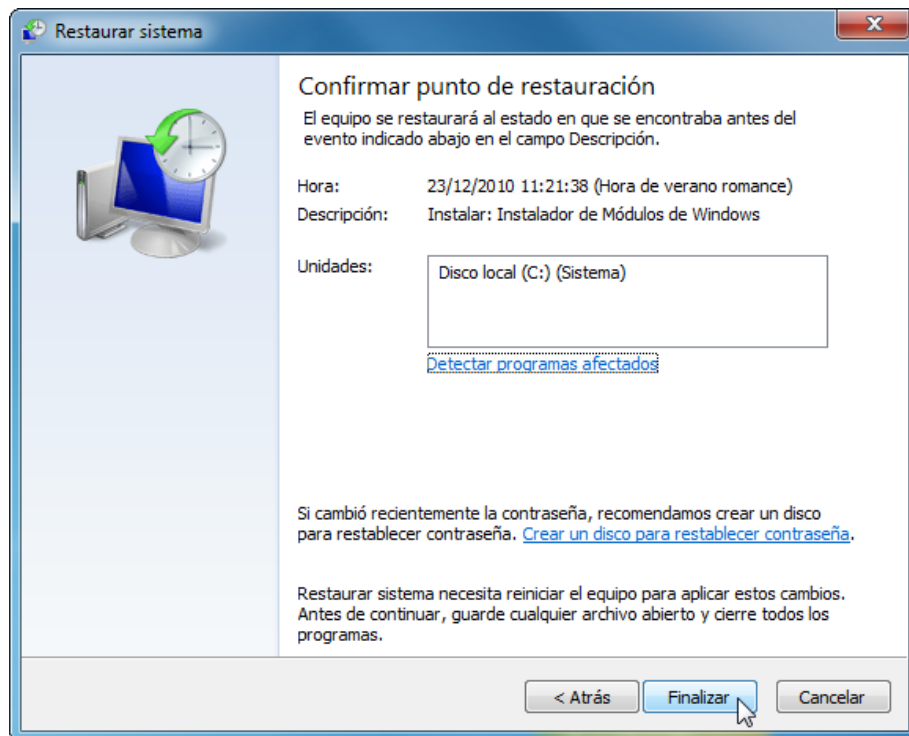 Restaurar sistema
Confirmar punto de restauración
El equipo se restaurará al estado en que se encontraba antes del
evento indicado abajo en el campo Descripción.
Hora: 23/12/2010 11:21:38 (Hora de verano romance)
Descripción: Instalar: Instalador de Módulos de Windows
Unidades: Disco local (C:) (Sistema)
Detectar programas afectados
Si cambió recientemente la contraseña, recomendamos crear un disco
para restablecer contraseña. Crear un disco para restablecer contraseña.
Restaurar sistema necesita reiniciar el equipo para aplicar estos cambios.
Antes de continuar, guarde cualquier archivo abierto y cierre todos los
programas.
< Atrás Finalizar Cancelar